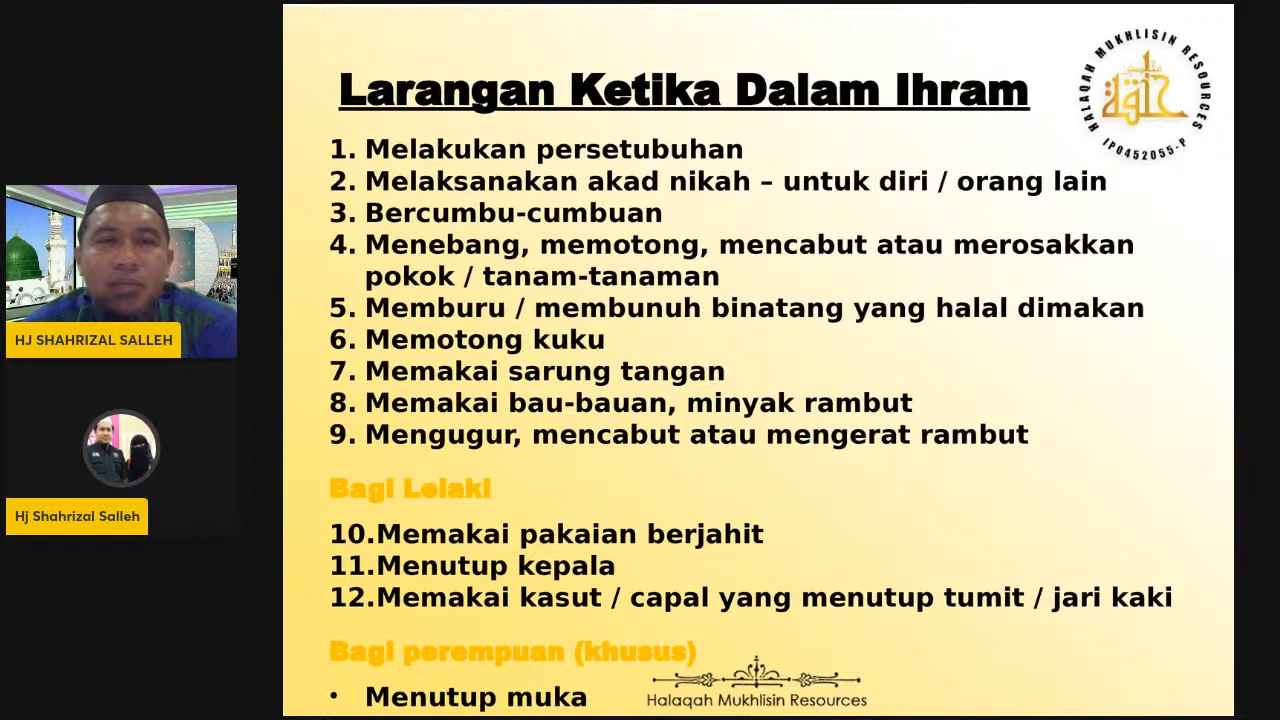 Larangan Ketika Dalam Ihram
1. Melakukan persetubuhan
2. Melaksanakan akad nikah – untuk diri / orang lain
3. Bercumbu-cumbuan
4. Menebang, memotong, mencabut atau merosakkan
pokok / tanam-tanaman
5. Memburu / membunuh binatang yang halal dimakan
6. Memotong kuku
7. Memakai sarung tangan
8. Memakai bau-bauan, minyak rambut
9. Mengugur, mencabut atau mengerat rambut
Bagi Lelaki
10.Memakai pakaian berjahit
11.Menutup kepala
12.Memakai kasut / capal yang menutup tumit / jari kaki
Bagi perempuan (khusus)
• Menutup muka
Halaqah Mukhlisin Resources
HALAQAH MUKHLISIN RESOURCES
IP0452055-P
حلقة
HJ SHAHRIZAL SALLEH
Hj Shahrizal Salleh